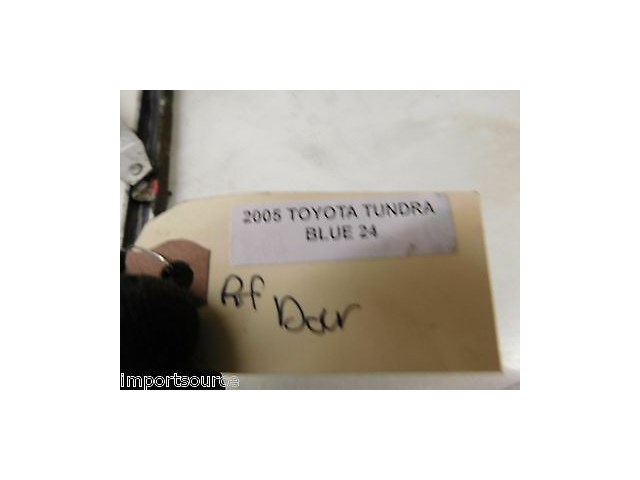 2005 TOYOTA TUNDRA
BLUE 24
Rf Door
importsource